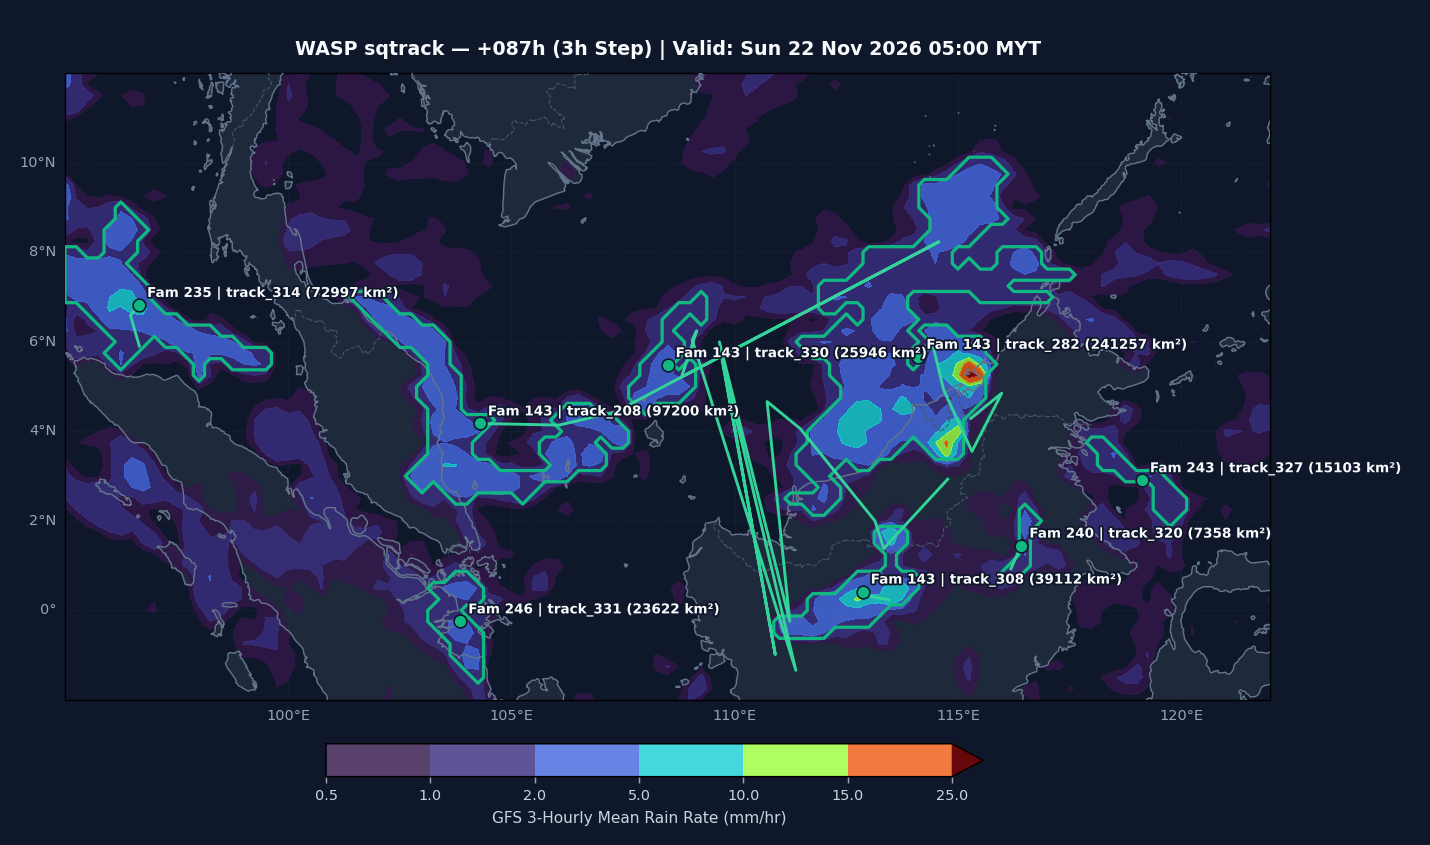 WASP sqtrack — +087h (3h Step) | Valid: Sun 22 Nov 2026 05:00 MYT
10°N
8°N
6°N
4°N
2°N
0°
Fam 235 | track_314 (72997 km²)
Fam 143 | track_282 (241257 km²)
Fam 143 | track_330 (25946 km²)
Fam 143 | track_208 (97200 km²)
Fam 243 | track_327 (15103 km²)
Fam 240 | track_320 (7358 km²)
Fam 143 | track_308 (39112 km²)
Fam 246 | track_331 (23622 km²)
100°E 105°E 110°E 115°E 120°E
0.5 1.0 2.0 5.0 10.0 15.0 25.0
GFS 3-Hourly Mean Rain Rate (mm/hr)